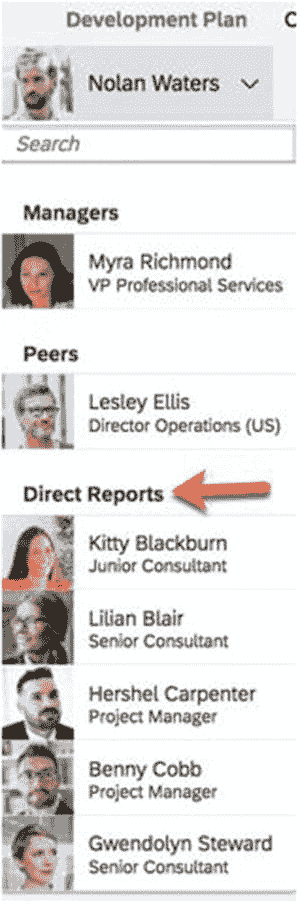 Development Plan C
Nolan Waters
Search
Managers
Myra Richmond
VP Professional Services
Peers
Lesley Ellis
Director Operations (US)
Direct Reports
Kitty Blackburn
Junior Consultant
Lilian Blair
Senior Consultant
Hershel Carpenter
Project Manager
Benny Cobb
Project Manager
Gwendolyn Steward
Senior Consultant